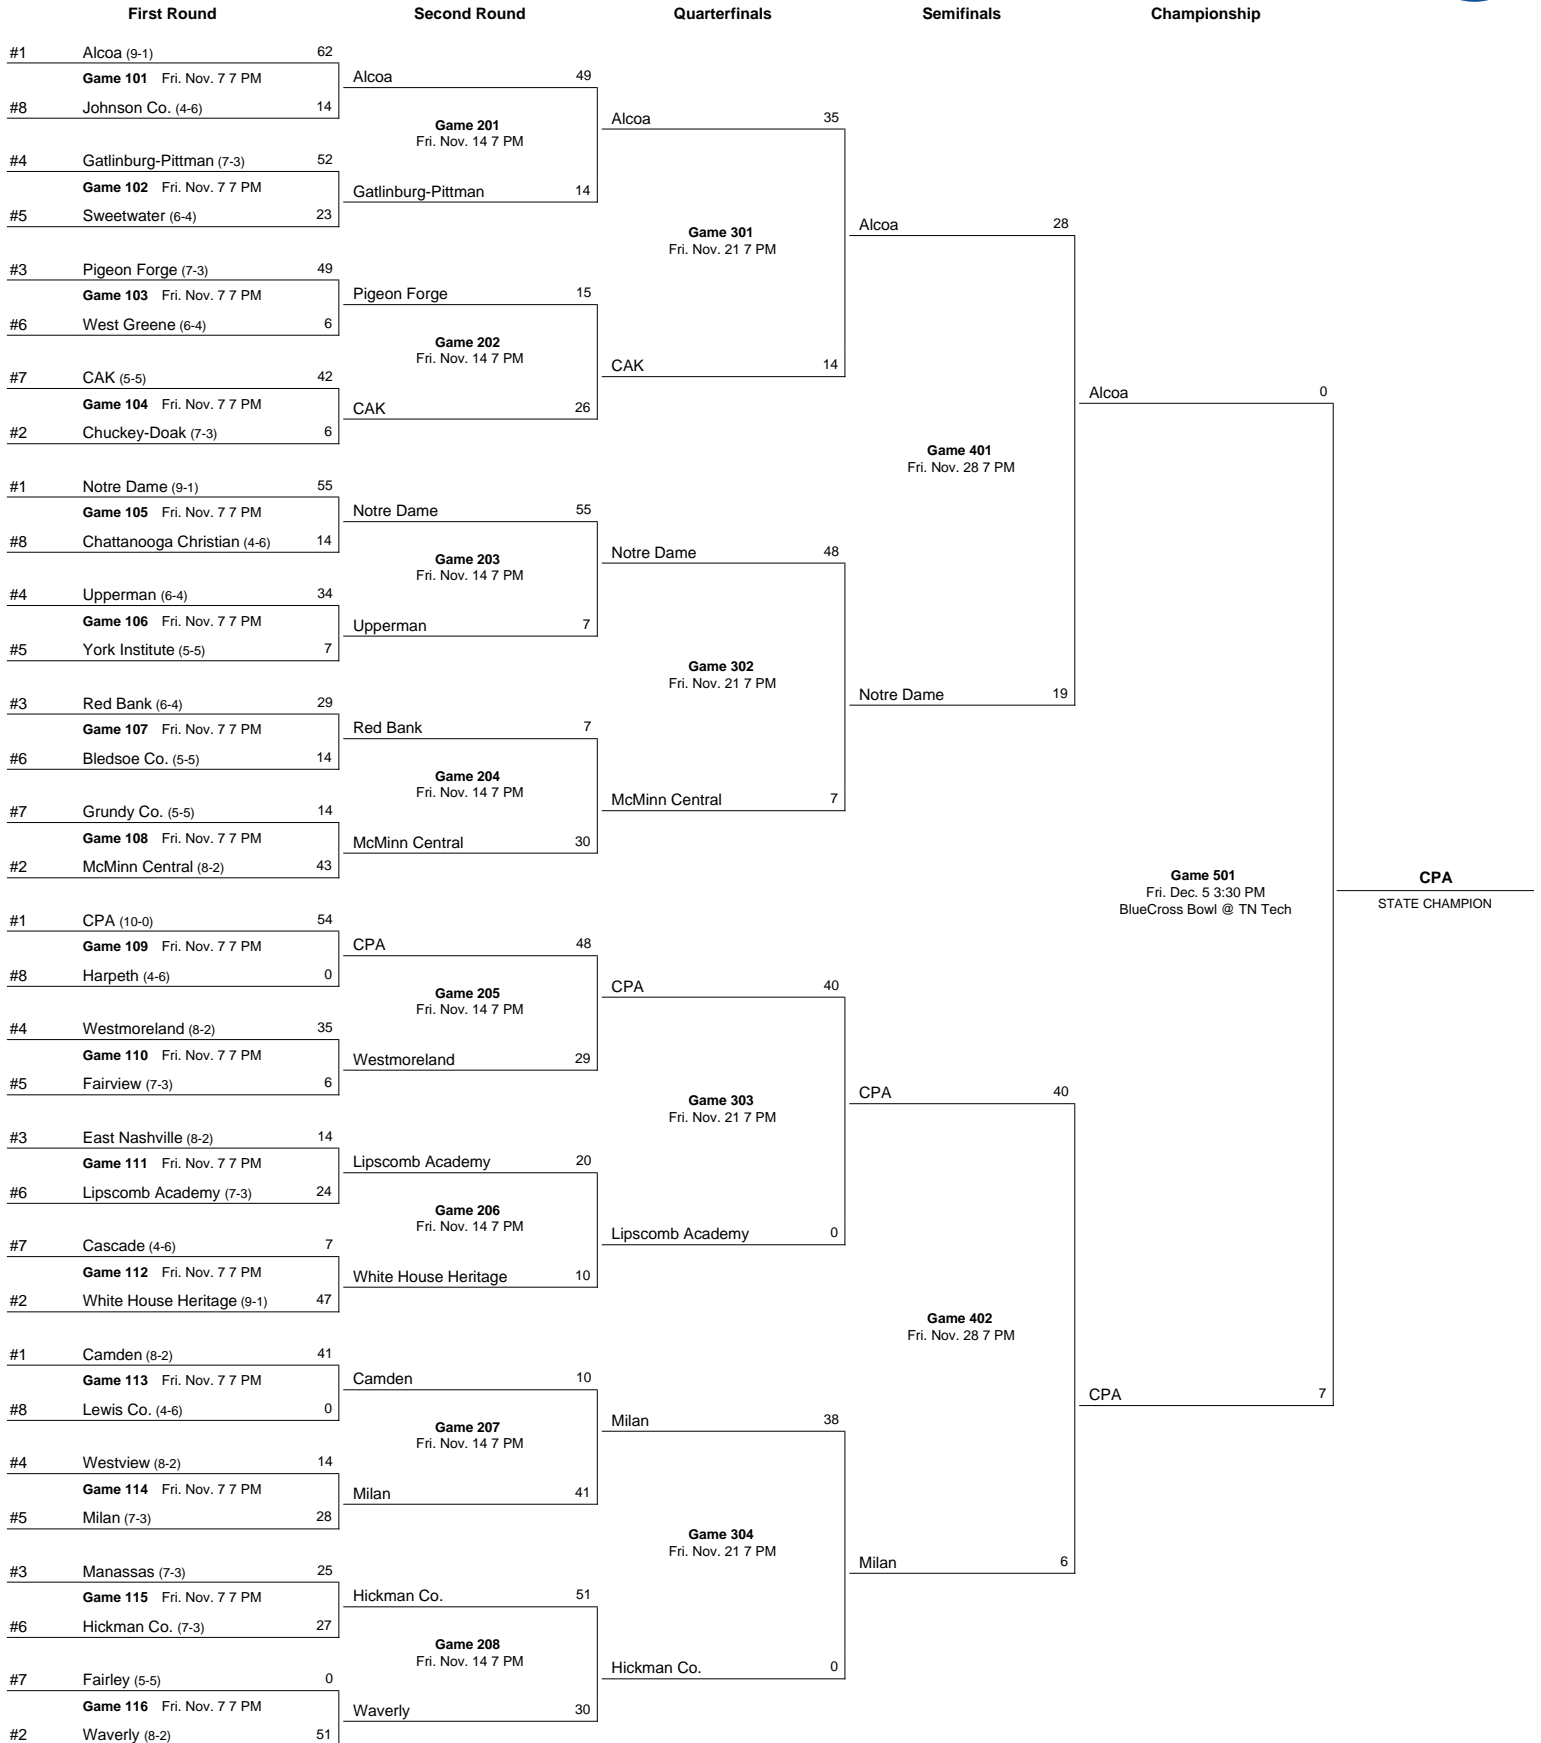 First Round Second Round Quarterfinals Semifinals Championship
#1 Alcoa (9-1) 62
Game 101 Fri. Nov. 7 7 PM
#8 Johnson Co. (4-6) 14
#4 Gatlinburg-Pittman (7-3) 52
Game 102 Fri. Nov. 7 7 PM
#5 Sweetwater (6-4) 23
#3 Pigeon Forge (7-3) 49
Game 103 Fri. Nov. 7 7 PM
#6 West Greene (6-4) 6
#7 CAK (5-5) 42
Game 104 Fri. Nov. 7 7 PM
#2 Chuckey-Doak (7-3) 6
#1 Notre Dame (9-1) 55
Game 105 Fri. Nov. 7 7 PM
#8 Chattanooga Christian (4-6) 14
#4 Upperman (6-4) 34
Game 106 Fri. Nov. 7 7 PM
#5 York Institute (5-5) 7
#3 Red Bank (6-4) 29
Game 107 Fri. Nov. 7 7 PM
#6 Bledsoe Co. (5-5) 14
#7 Grundy Co. (5-5) 14
Game 108 Fri. Nov. 7 7 PM
#2 McMinn Central (8-2) 43
#1 CPA (10-0) 54
Game 109 Fri. Nov. 7 7 PM
#8 Harpeth (4-6) 0
#4 Westmoreland (8-2) 35
Game 110 Fri. Nov. 7 7 PM
#5 Fairview (7-3) 6
#3 East Nashville (8-2) 14
Game 111 Fri. Nov. 7 7 PM
#6 Lipscomb Academy (7-3) 24
#7 Cascade (4-6) 7
Game 112 Fri. Nov. 7 7 PM
#2 White House Heritage (9-1) 47
#1 Camden (8-2) 41
Game 113 Fri. Nov. 7 7 PM
#8 Lewis Co. (4-6) 0
#4 Westview (8-2) 14
Game 114 Fri. Nov. 7 7 PM
#5 Milan (7-3) 28
#3 Manassas (7-3) 25
Game 115 Fri. Nov. 7 7 PM
#6 Hickman Co. (7-3) 27
#7 Fairley (5-5) 0
Game 116 Fri. Nov. 7 7 PM
#2 Waverly (8-2) 51
Alcoa 49
Game 201
Fri. Nov. 14 7 PM
Gatlinburg-Pittman 14
Pigeon Forge 15
Game 202
Fri. Nov. 14 7 PM
CAK 26
Notre Dame 55
Game 203
Fri. Nov. 14 7 PM
Upperman 7
Red Bank 7
Game 204
Fri. Nov. 14 7 PM
McMinn Central 30
CPA 48
Game 205
Fri. Nov. 14 7 PM
Westmoreland 29
Lipscomb Academy 20
Game 206
Fri. Nov. 14 7 PM
White House Heritage 10
Camden 10
Game 207
Fri. Nov. 14 7 PM
Milan 41
Hickman Co. 51
Game 208
Fri. Nov. 14 7 PM
Waverly 30
Alcoa 35
Game 301
Fri. Nov. 21 7 PM
CAK 14
Notre Dame 48
Game 302
Fri. Nov. 21 7 PM
McMinn Central 7
CPA 40
Game 303
Fri. Nov. 21 7 PM
Lipscomb Academy 0
Milan 38
Game 304
Fri. Nov. 21 7 PM
Hickman Co. 0
Alcoa 28
Game 401
Fri. Nov. 28 7 PM
Notre Dame 19
CPA 40
Game 402
Fri. Nov. 28 7 PM
Milan 6
Alcoa 0
Game 501
Fri. Dec. 5 3:30 PM
BlueCross Bowl @ TN Tech
CPA 7
CPA
STATE CHAMPION